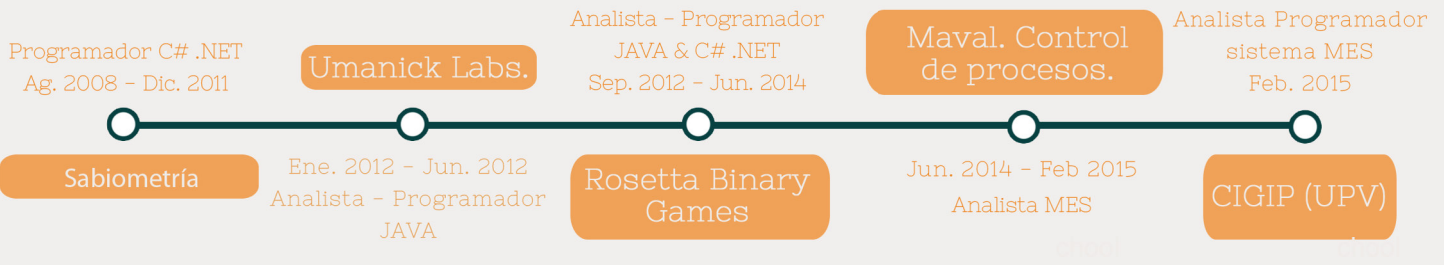 Programador C# .NET
Ag. 2008 - Dic. 2011
Sabiometría
Umanick Labs.
Ene. 2012 - Jun. 2012
Analista - Programador
JAVA
Analista - Programador
JAVA & C# .NET
Sep. 2012 - Jun. 2014
Rosetta Binary
Games
Maval. Control
de procesos.
Jun. 2014 - Feb 2015
Analista MES
Analista Programador
sistema MES
Feb. 2015
CIGIP (UPV)